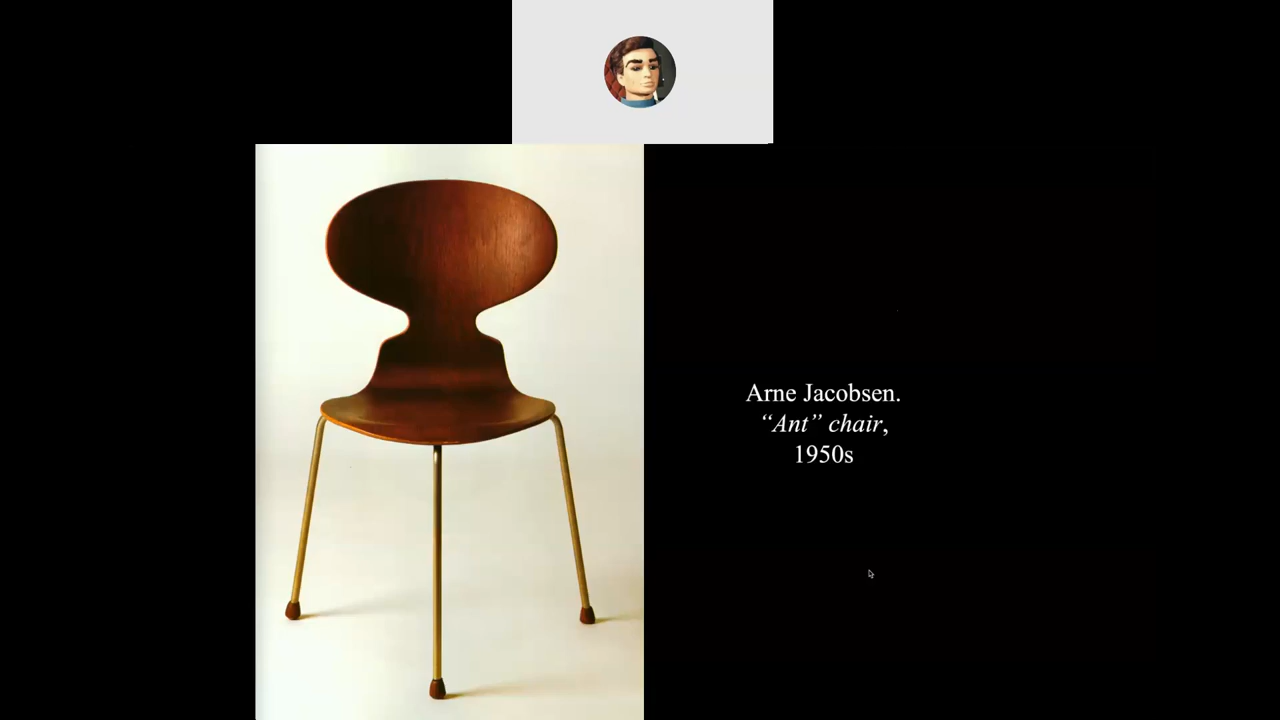 Arne Jacobsen.
“Ant” chair,
1950s